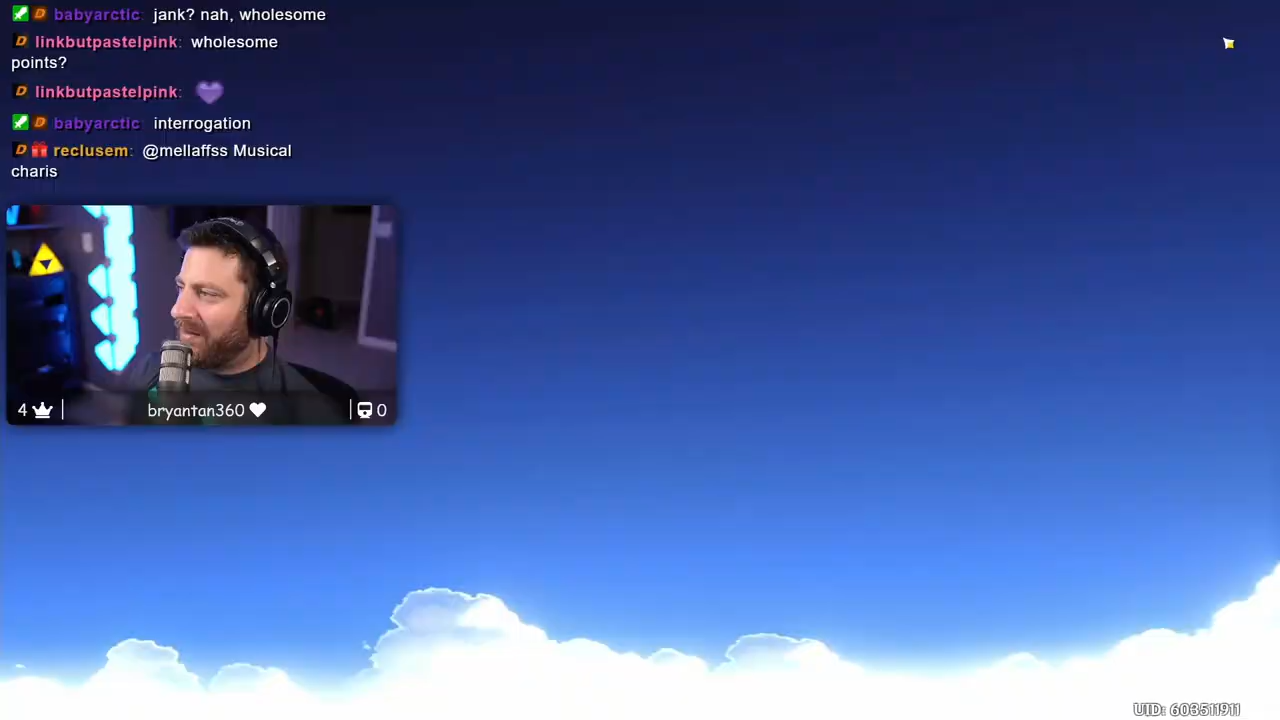 babyarctic: jank? nah, wholesome
linkbutpastelpink: wholesome
points?
linkbutpastelpink:
babyarctic: interrogation
reclusem: @mellaffss Musical
charis
4 bryantan360 0
UID: 603511911